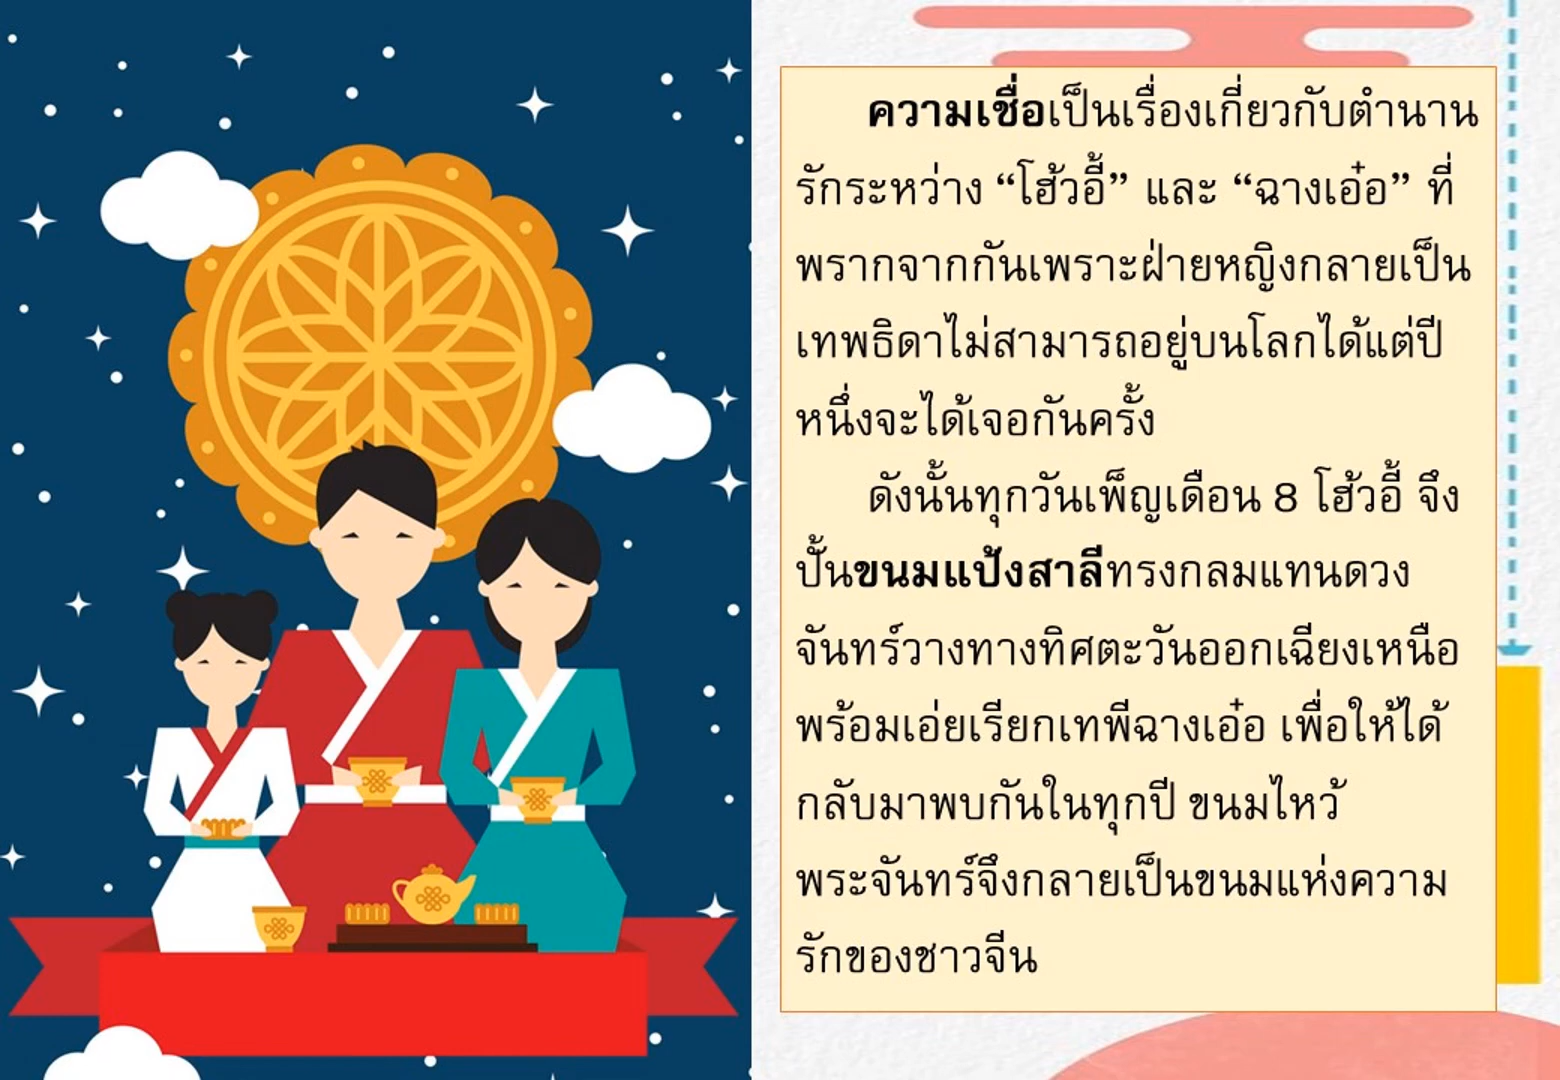 ความเชื่อเป็นเรื่องเกี่ยวกับตำนาน
รักระหว่าง “โฮ้วอี้” และ “ฉางเอ๋อ” ที่
พรากจากกันเพราะฝ่ายหญิงกลายเป็น
เทพธิดาไม่สามารถอยู่บนโลกได้แต่ปี
หนึ่งจะได้เจอกันครั้ง
ดังนั้นทุกวันเพ็ญเดือน 8 โฮ้วอี้ จึง
ปั้นขนมแป้งสาลีทรงกลมแทนดวง
จันทร์วางทางทิศตะวันออกเฉียงเหนือ
พร้อมเอ่ยเรียกเทพีฉางเอ๋อ เพื่อให้ได้
กลับมาพบกันในทุกปี ขนมไหว้
พระจันทร์จึงกลายเป็นขนมแห่งความ
รักของชาวจีน